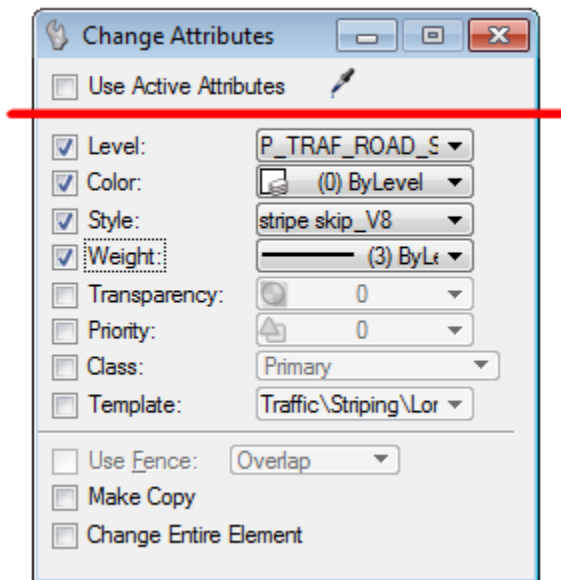 Change Attributes
Use Active Attributes
Level: P_TRAF_ROAD_S
Color: (0) ByLevel
Style: stripe skip_V8
Weight: (3) ByLe
Transparency: 0
Priority: 0
Class: Primary
Template: Traffic\Striping\Lor
Use Fence: Overlap
Make Copy
Change Entire Element